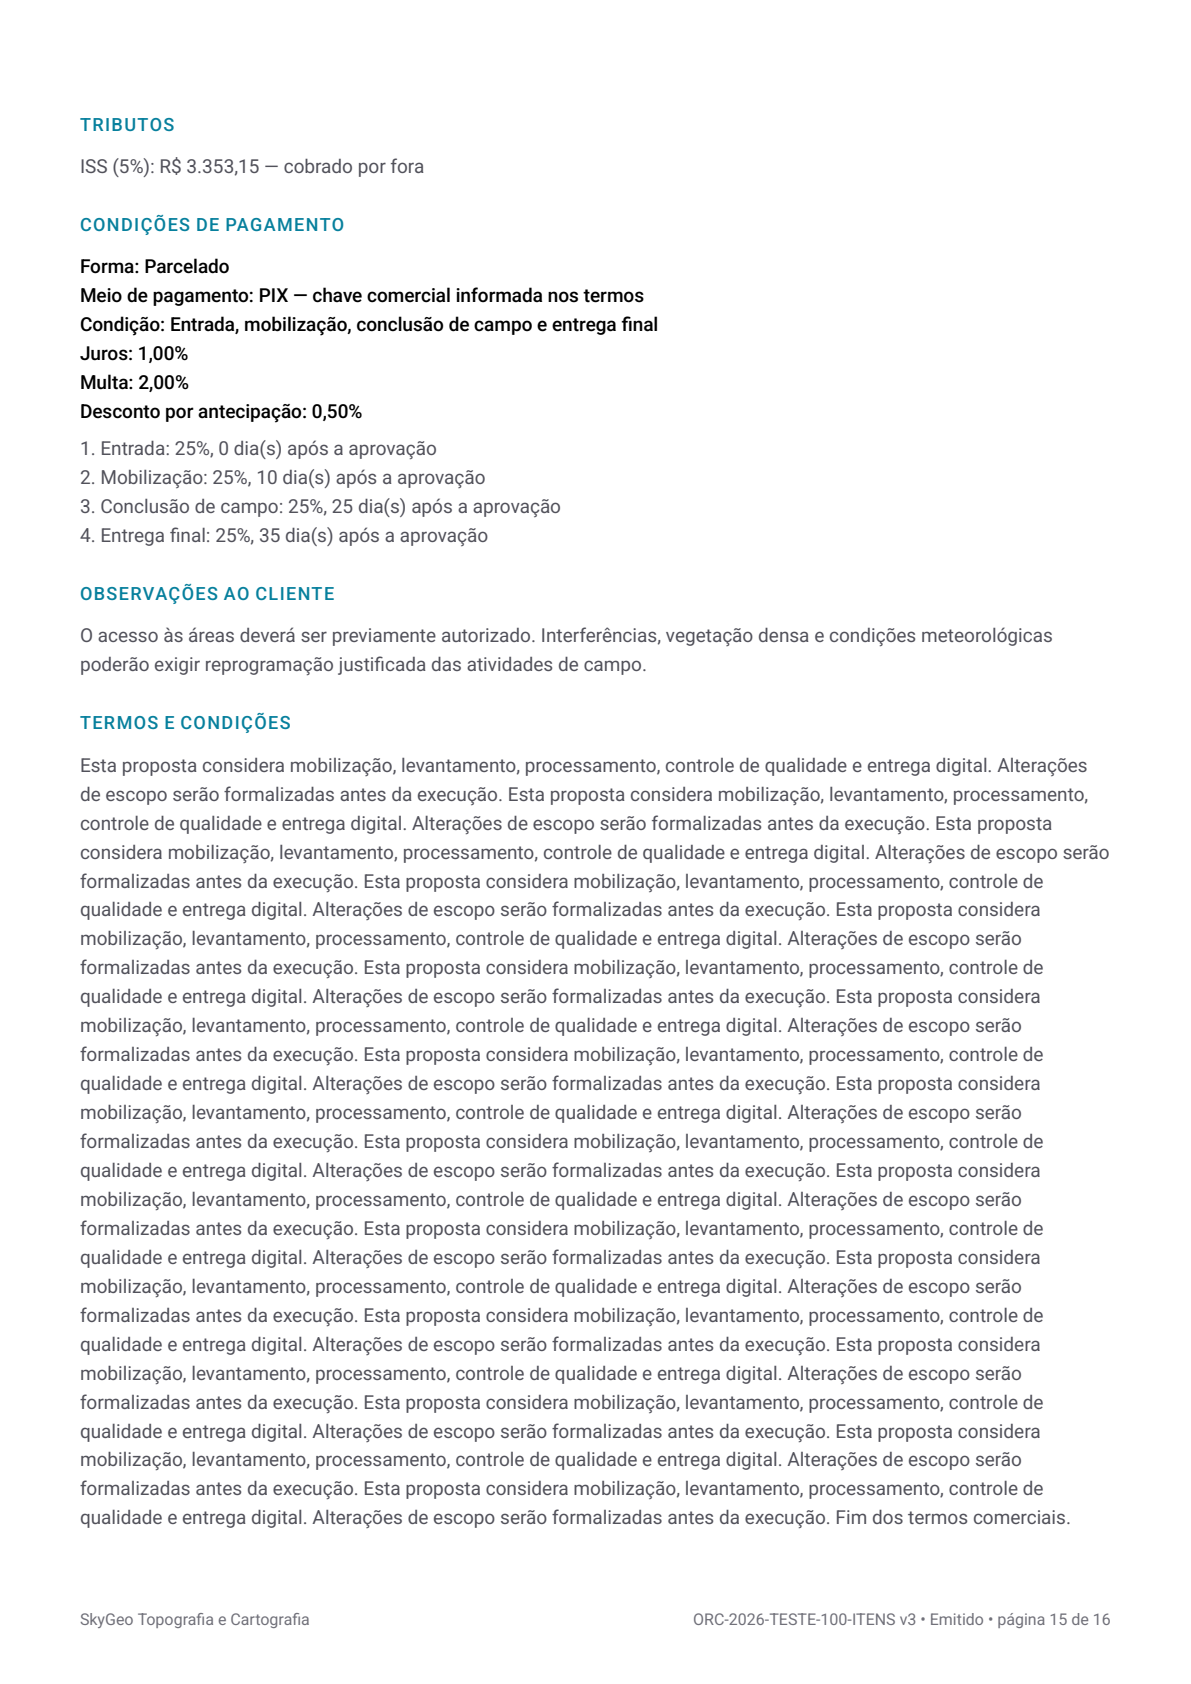 TRIBUTOS
ISS (5%): R$ 3.353,15 — cobrado por fora
CONDIÇÕES DE PAGAMENTO
Forma: Parcelado
Meio de pagamento: PIX — chave comercial informada nos termos
Condição: Entrada, mobilização, conclusão de campo e entrega final
Juros: 1,00%
Multa: 2,00%
Desconto por antecipação: 0,50%
1. Entrada: 25%, 0 dia(s) após a aprovação
2. Mobilização: 25%, 10 dia(s) após a aprovação
3. Conclusão de campo: 25%, 25 dia(s) após a aprovação
4. Entrega final: 25%, 35 dia(s) após a aprovação
OBSERVAÇÕES AO CLIENTE
O acesso às áreas deverá ser previamente autorizado. Interferências, vegetação densa e condições meteorológicas
poderão exigir reprogramação justificada das atividades de campo.
TERMOS E CONDIÇÕES
Esta proposta considera mobilização, levantamento, processamento, controle de qualidade e entrega digital. Alterações
de escopo serão formalizadas antes da execução. Esta proposta considera mobilização, levantamento, processamento,
controle de qualidade e entrega digital. Alterações de escopo serão formalizadas antes da execução. Esta proposta
considera mobilização, levantamento, processamento, controle de qualidade e entrega digital. Alterações de escopo serão
formalizadas antes da execução. Esta proposta considera mobilização, levantamento, processamento, controle de
qualidade e entrega digital. Alterações de escopo serão formalizadas antes da execução. Esta proposta considera
mobilização, levantamento, processamento, controle de qualidade e entrega digital. Alterações de escopo serão
formalizadas antes da execução. Esta proposta considera mobilização, levantamento, processamento, controle de
qualidade e entrega digital. Alterações de escopo serão formalizadas antes da execução. Esta proposta considera
mobilização, levantamento, processamento, controle de qualidade e entrega digital. Alterações de escopo serão
formalizadas antes da execução. Esta proposta considera mobilização, levantamento, processamento, controle de
qualidade e entrega digital. Alterações de escopo serão formalizadas antes da execução. Esta proposta considera
mobilização, levantamento, processamento, controle de qualidade e entrega digital. Alterações de escopo serão
formalizadas antes da execução. Esta proposta considera mobilização, levantamento, processamento, controle de
qualidade e entrega digital. Alterações de escopo serão formalizadas antes da execução. Esta proposta considera
mobilização, levantamento, processamento, controle de qualidade e entrega digital. Alterações de escopo serão
formalizadas antes da execução. Esta proposta considera mobilização, levantamento, processamento, controle de
qualidade e entrega digital. Alterações de escopo serão formalizadas antes da execução. Esta proposta considera
mobilização, levantamento, processamento, controle de qualidade e entrega digital. Alterações de escopo serão
formalizadas antes da execução. Esta proposta considera mobilização, levantamento, processamento, controle de
qualidade e entrega digital. Alterações de escopo serão formalizadas antes da execução. Esta proposta considera
mobilização, levantamento, processamento, controle de qualidade e entrega digital. Alterações de escopo serão
formalizadas antes da execução. Esta proposta considera mobilização, levantamento, processamento, controle de
qualidade e entrega digital. Alterações de escopo serão formalizadas antes da execução. Esta proposta considera
mobilização, levantamento, processamento, controle de qualidade e entrega digital. Alterações de escopo serão
formalizadas antes da execução. Esta proposta considera mobilização, levantamento, processamento, controle de
qualidade e entrega digital. Alterações de escopo serão formalizadas antes da execução. Fim dos termos comerciais.
SkyGeo Topografia e Cartografia
ORC-2026-TESTE-100-ITENS v3 • Emitido • página 15 de 16